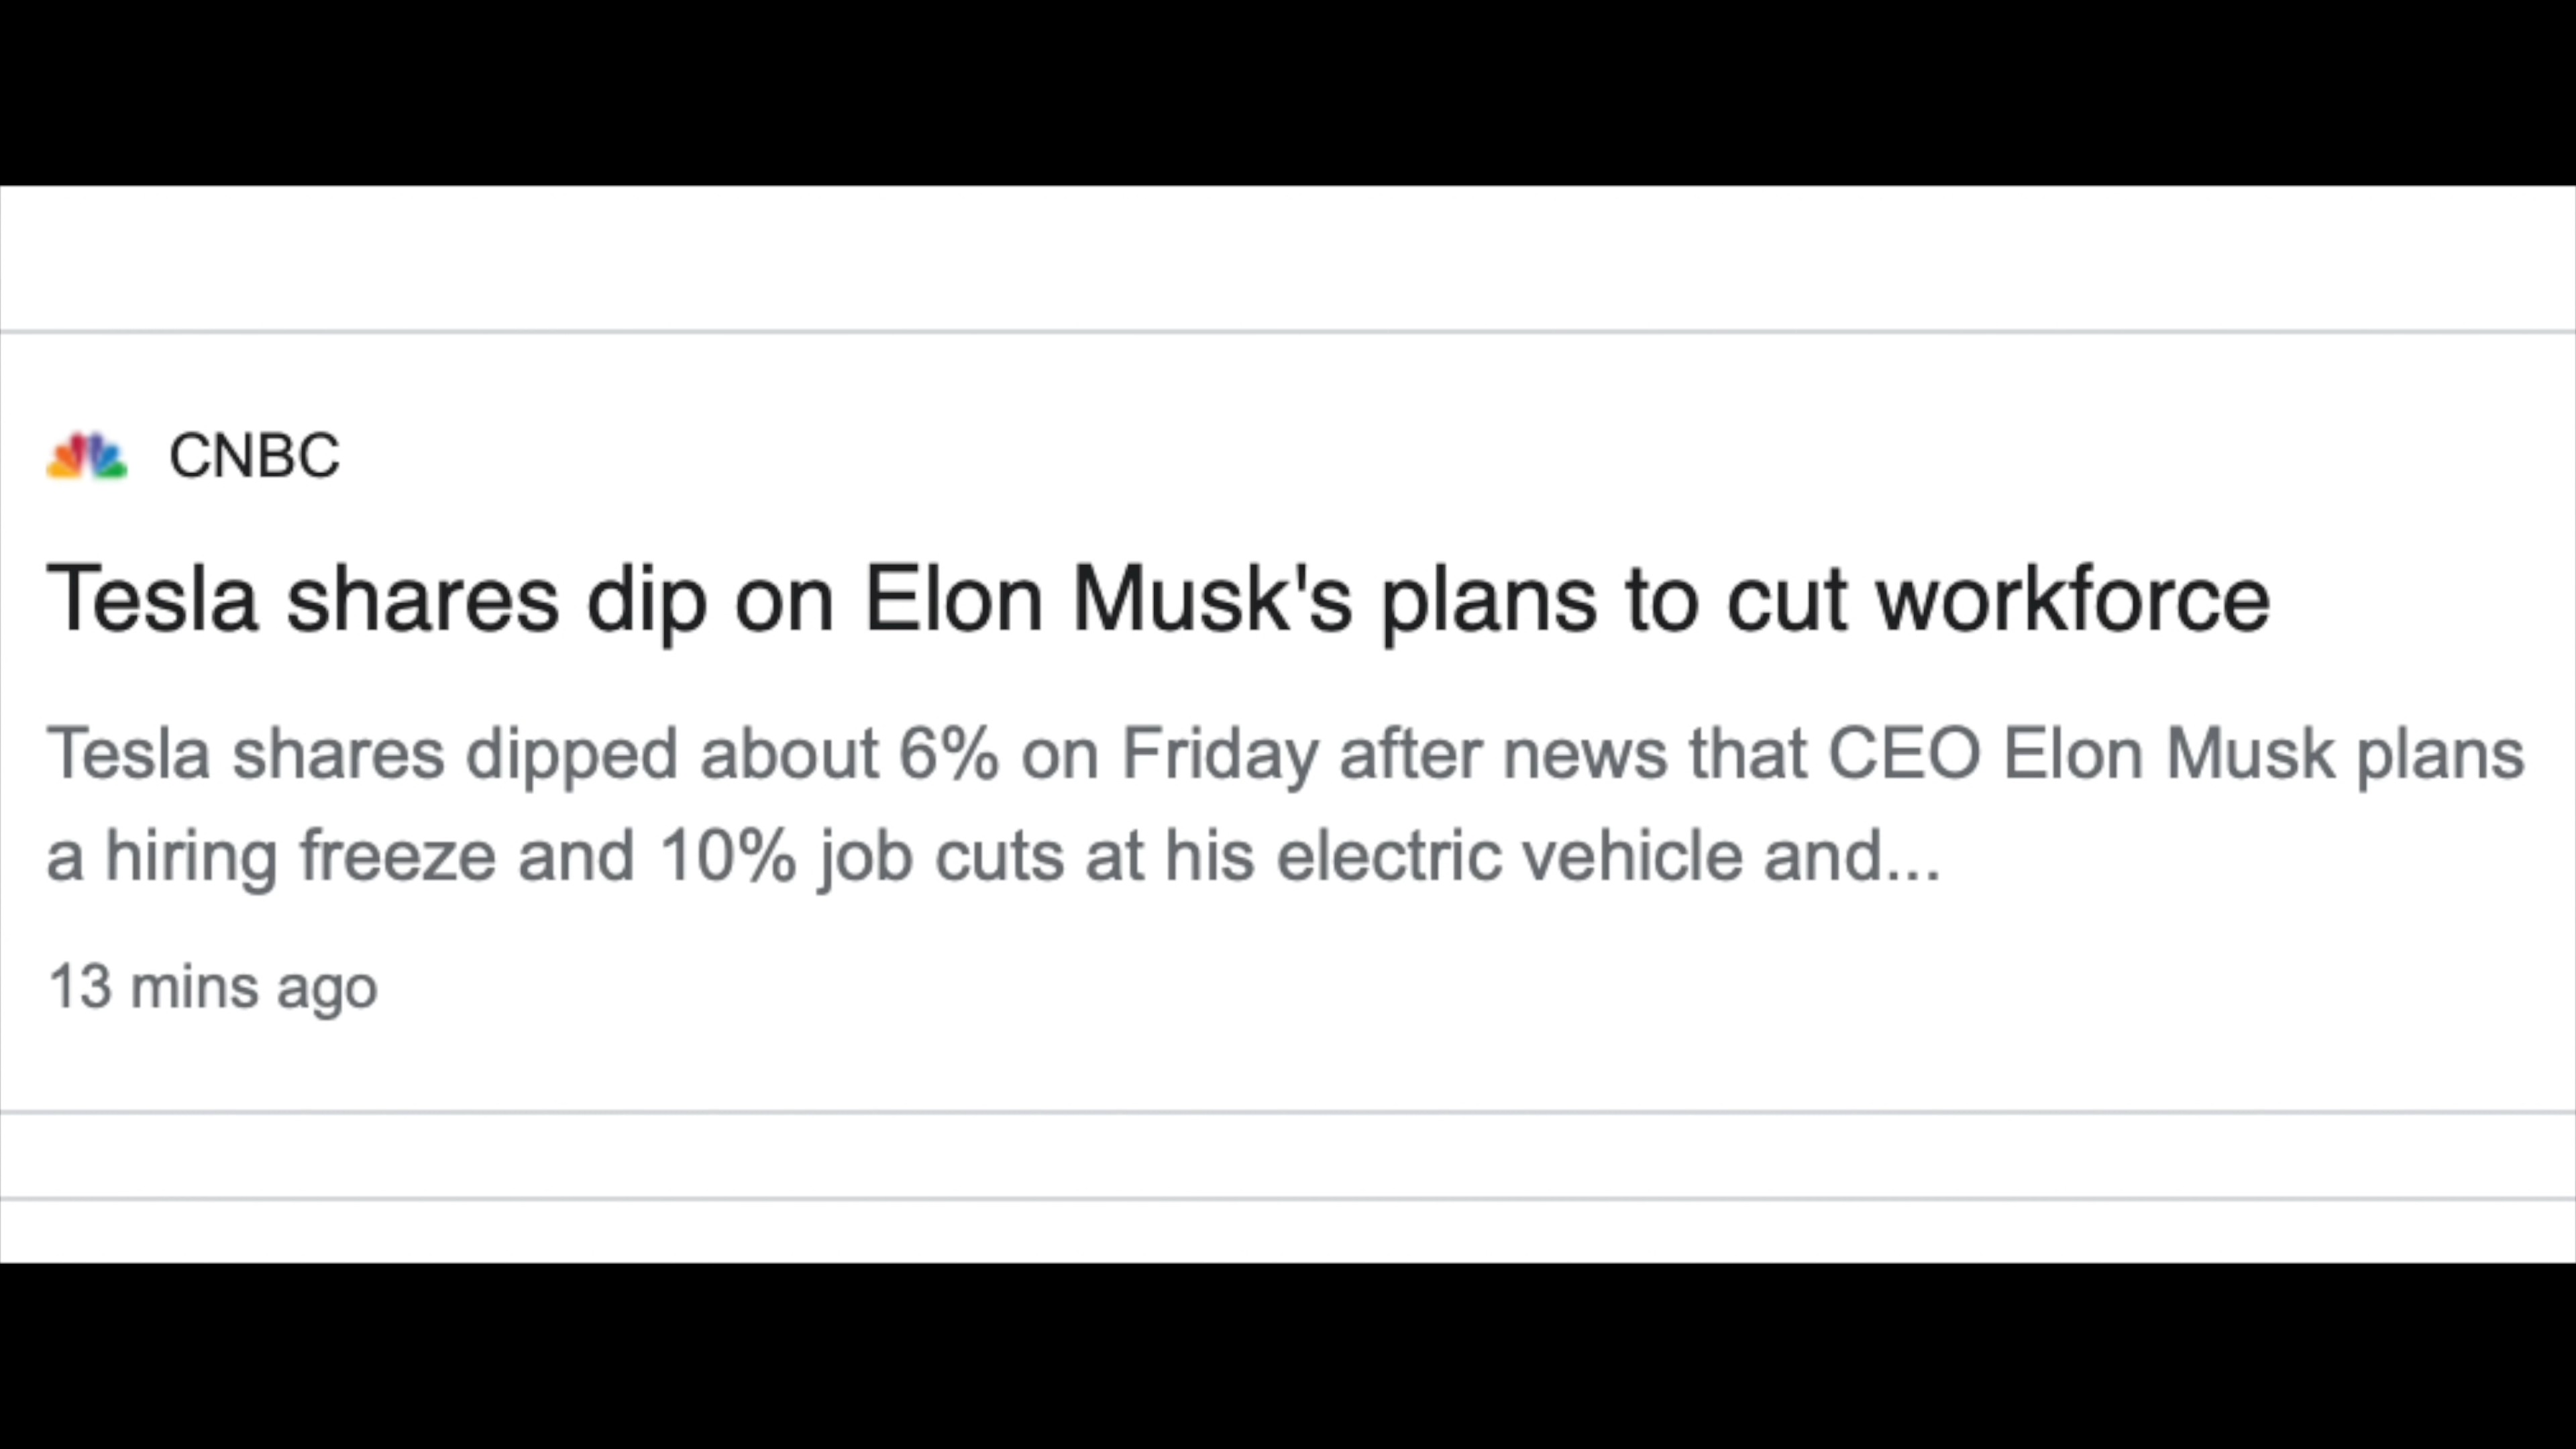 CNBC
Tesla shares dip on Elon Musk's plans to cut workforce
Tesla shares dipped about 6% on Friday after news that CEO Elon Musk plans
a hiring freeze and 10% job cuts at his electric vehicle and...
13 mins ago